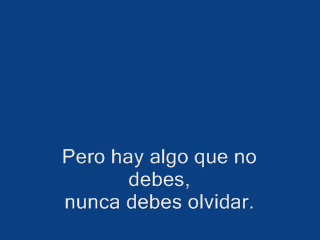 Pero hay algo que no
debes,
nunca debes olvidar.